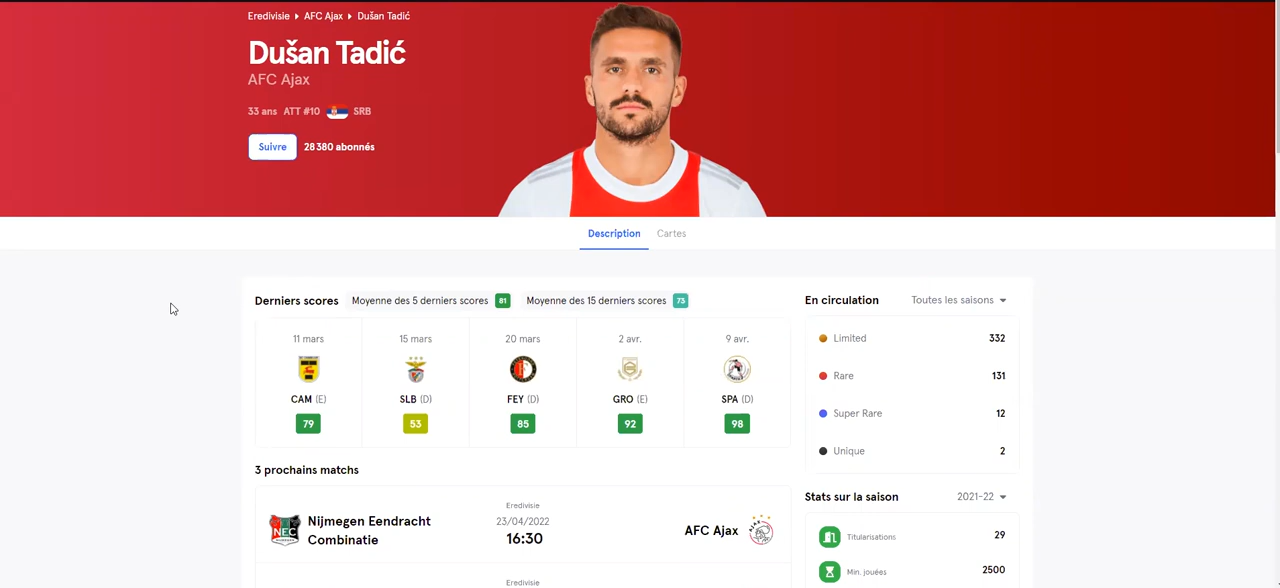 Eredivisie ▸ AFC Ajax ▸ Dušan Tadić
Dušan Tadić
AFC Ajax
33 ans ATT #10 SRB
Suivre 28 380 abonnés
Description Cartes
Derniers scores Moyenne des 5 derniers scores 81 Moyenne des 15 derniers scores 73
11 mars 15 mars 20 mars 2 avr. 9 avr.
CAM (E) SLB (D) FEY (D) GRO (E) SPA (D)
79 53 85 92 98
3 prochains matchs
Eredivisie
NEC Nijmegen Eendracht Combinatie
23/04/2022
16:30
AFC Ajax
Eredivisie
En circulation Toutes les saisons
Limited 332
Rare 131
Super Rare 12
Unique 2
Stats sur la saison 2021-22
Titularisations 29
Min. jouées 2500